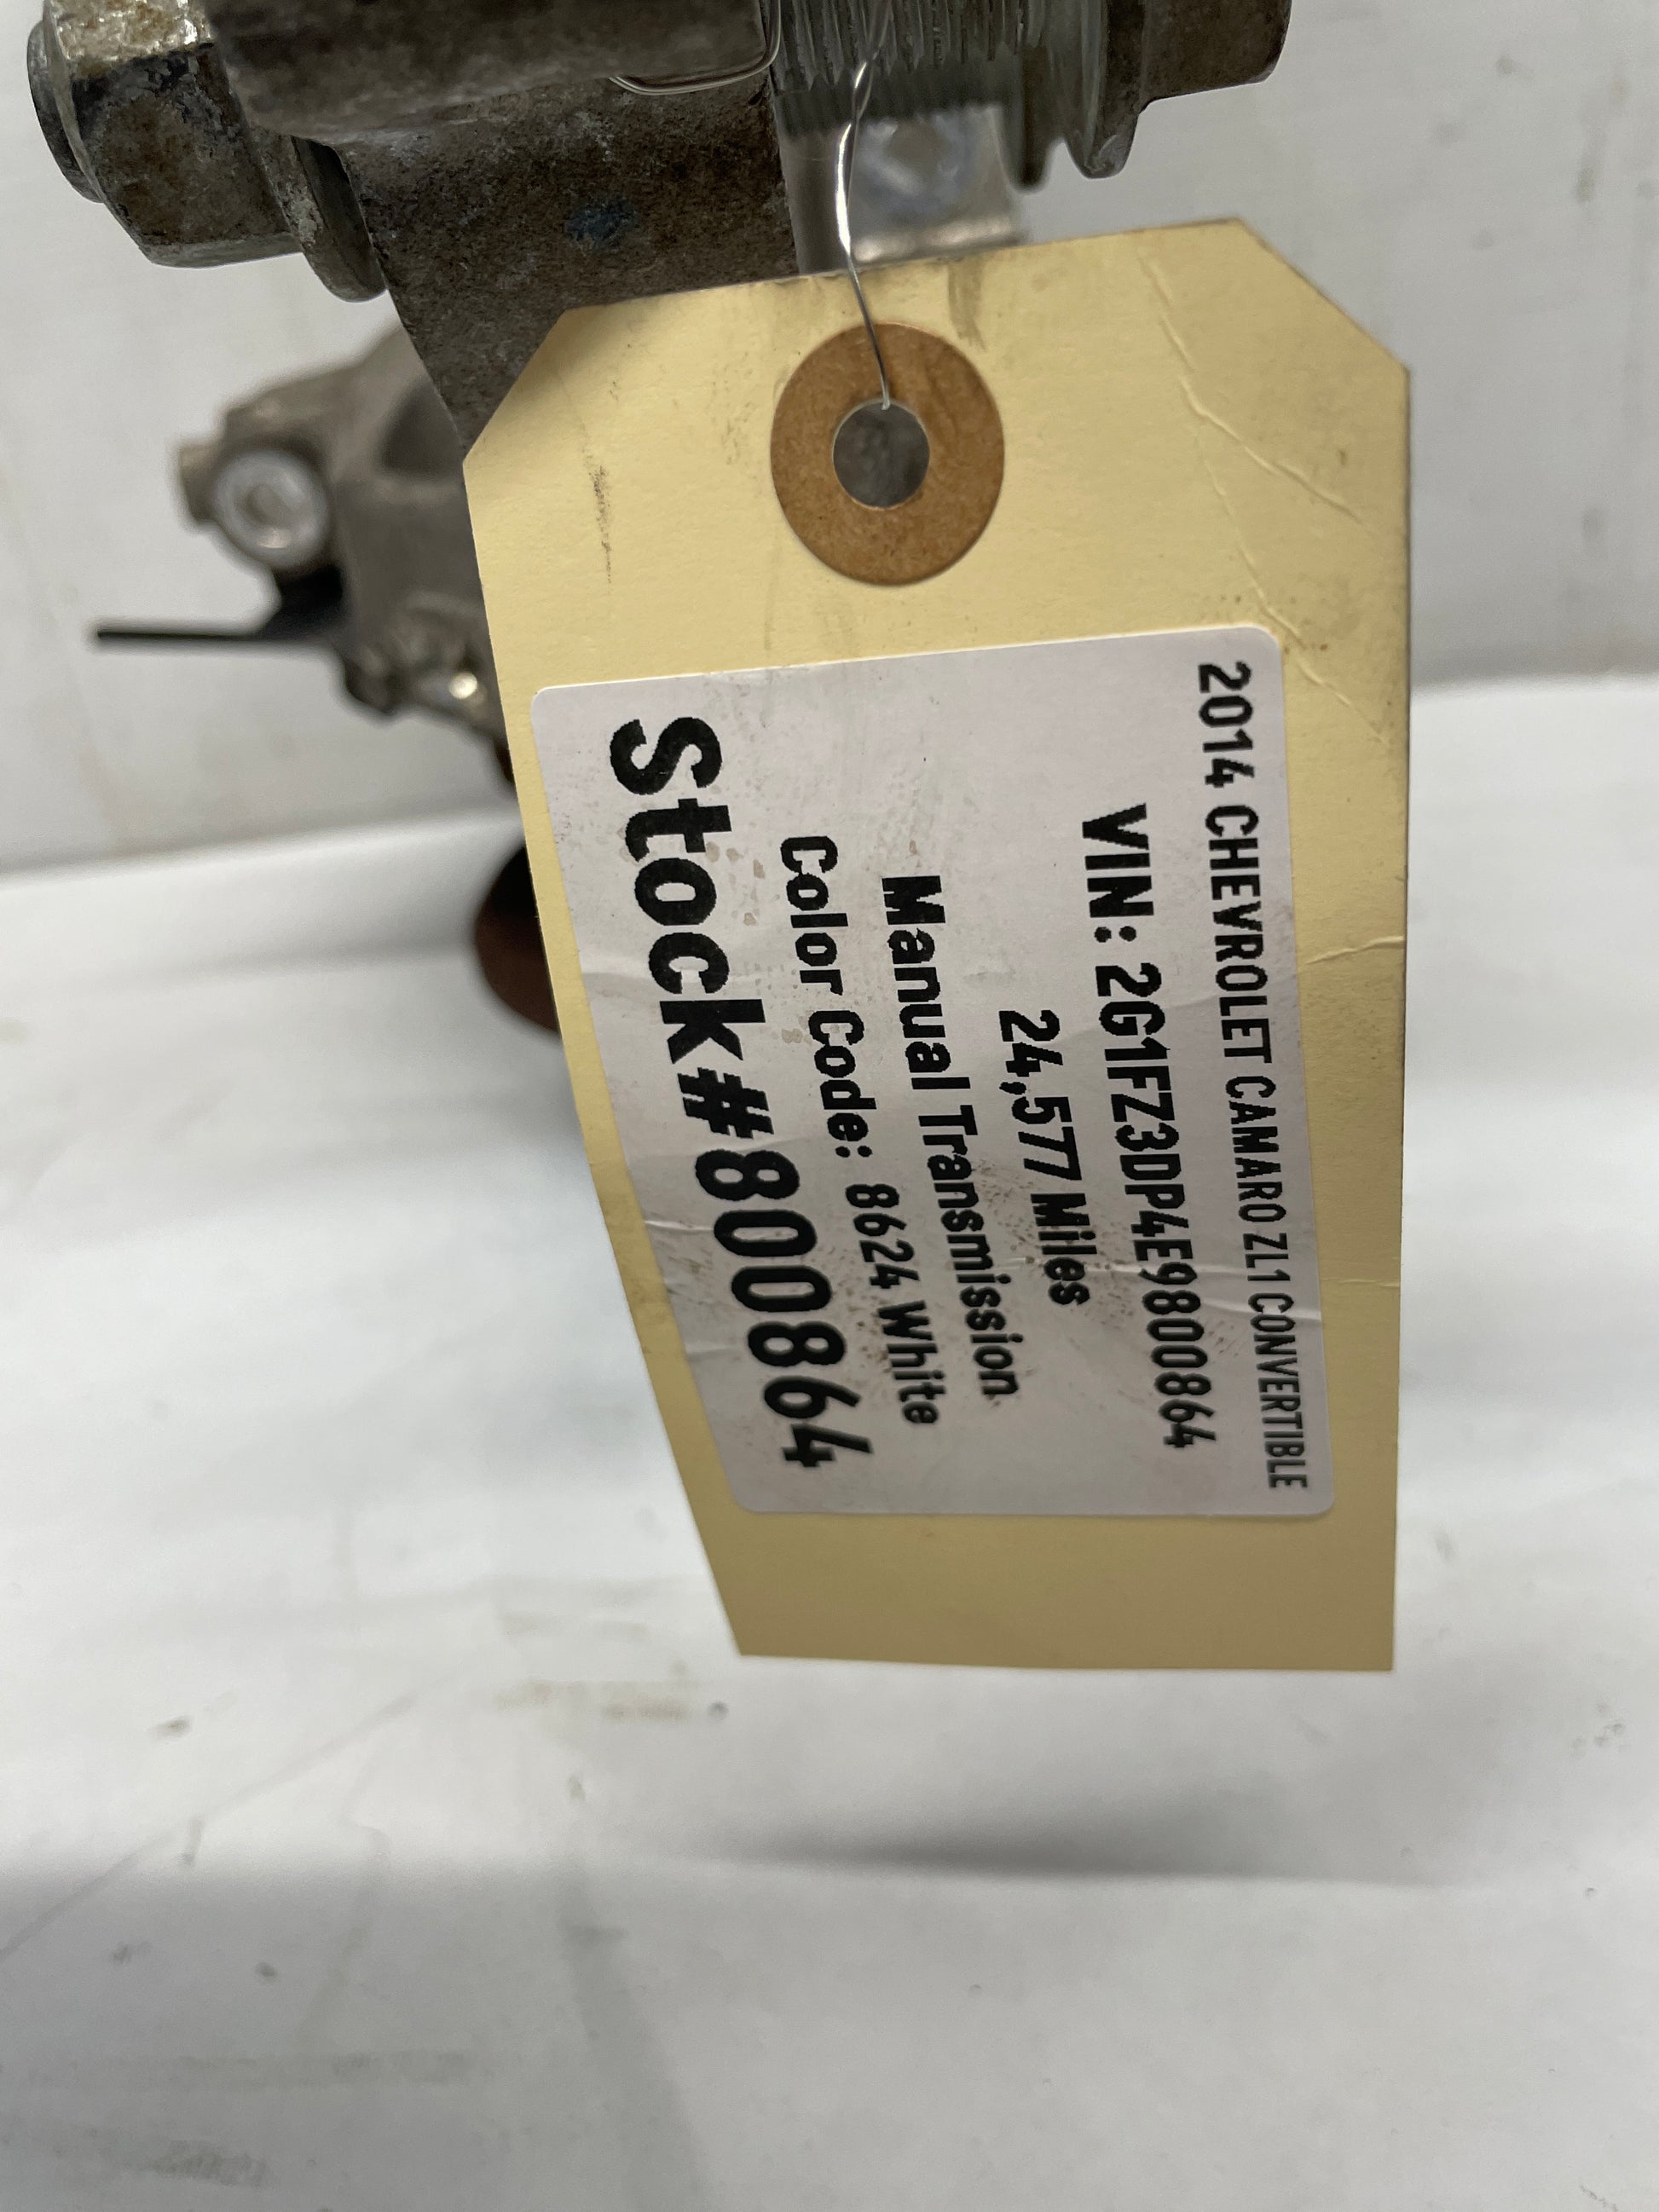 2014 CHEVROLET CAMARO ZL1 CONVERTIBLE
VIN: 2G1FZ3DP4E9800864
24,577 Miles
Manual Transmission
Color Code: 8624 White
Stock#800864